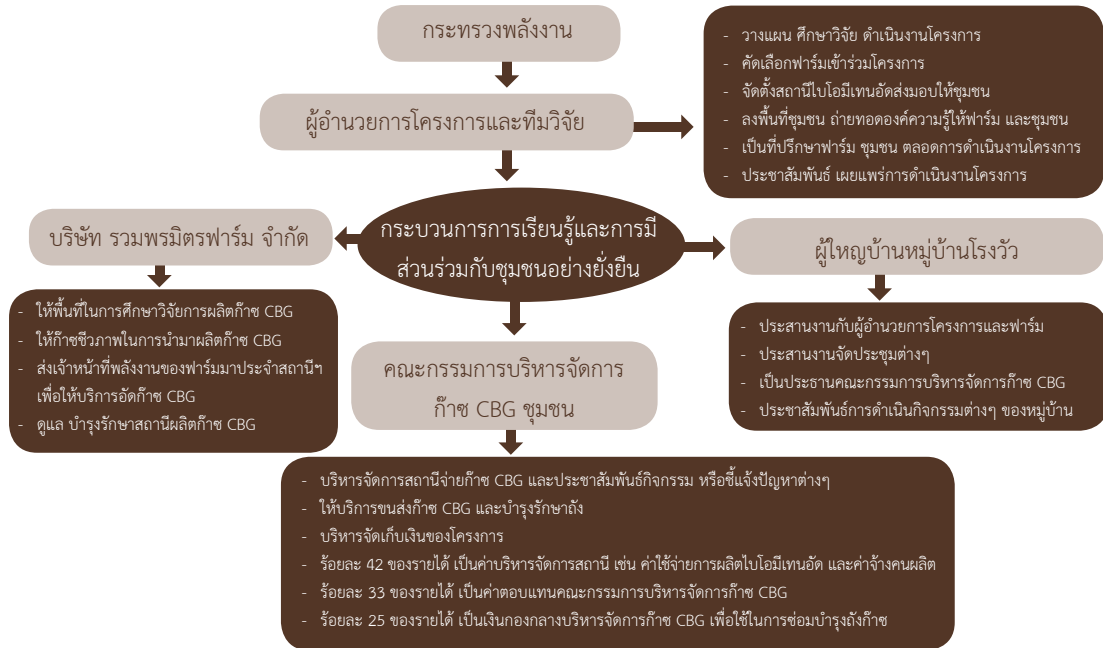 กระทรวงพลังงาน
ผู้อำนวยการโครงการและทีมวิจัย
- วางแผน ศึกษาวิจัย ดำเนินงานโครงการ
- คัดเลือกฟาร์มเข้าร่วมโครงการ
- จัดตั้งสถานีไบโอมีเทนอัดส่งมอบให้ชุมชน
- ลงพื้นที่ชุมชน ถ่ายทอดองค์ความรู้ให้ฟาร์ม และชุมชน
- เป็นที่ปรึกษาฟาร์ม ชุมชน ตลอดการดำเนินงานโครงการ
- ประชาสัมพันธ์ เผยแพร่การดำเนินงานโครงการ
กระบวนการการเรียนรู้และการมี
ส่วนร่วมกับชุมชนอย่างยั่งยืน
บริษัท รวมพรมิตรฟาร์ม จำกัด
- ให้พื้นที่ในการศึกษาวิจัยการผลิตก๊าซ CBG
- ให้ก๊าซชีวภาพในการนำมาผลิตก๊าซ CBG
- ส่งเจ้าหน้าที่พลังงานของฟาร์มมาประจำสถานีฯ
เพื่อให้บริการอัดก๊าซ CBG
- ดูแล บำรุงรักษาสถานีผลิตก๊าซ CBG
ผู้ใหญบ้านหมู่บ้านโรงวัว
- ประสานงานกับผู้อำนวยการโครงการและฟาร์ม
- ประสานงานจัดประชุมต่างๆ
- เป็นประธานคณะกรรมการบริหารจัดการก๊าซ CBG
- ประชาสัมพันธ์การดำเนินกิจกรรมต่างๆ ของหมู่บ้าน
คณะกรรมการบริหารจัดการ
ก๊าซ CBG ชุมชน
- บริหารจัดการสถานีจ่ายก๊าซ CBG และประชาสัมพันธ์กิจกรรม หรือชี้แจ้งปัญหาต่างๆ
- ให้บริการขนส่งก๊าซ CBG และบำรุงรักษาถัง
- บริหารจัดเก็บเงินของโครงการ
- ร้อยละ 42 ของรายได้ เป็นค่าบริหารจัดการสถานี เช่น ค่าใช้จ่ายการผลิตไบโอมีเทนอัด และค่าจ้างคนผลิต
- ร้อยละ 33 ของรายได้ เป็นค่าตอบแทนคณะกรรมการบริหารจัดการก๊าซ CBG
- ร้อยละ 25 ของรายได้ เป็นเงินกองกลางบริหารจัดการก๊าซ CBG เพื่อใช้ในการซ่อมบำรุงถังก๊าซ